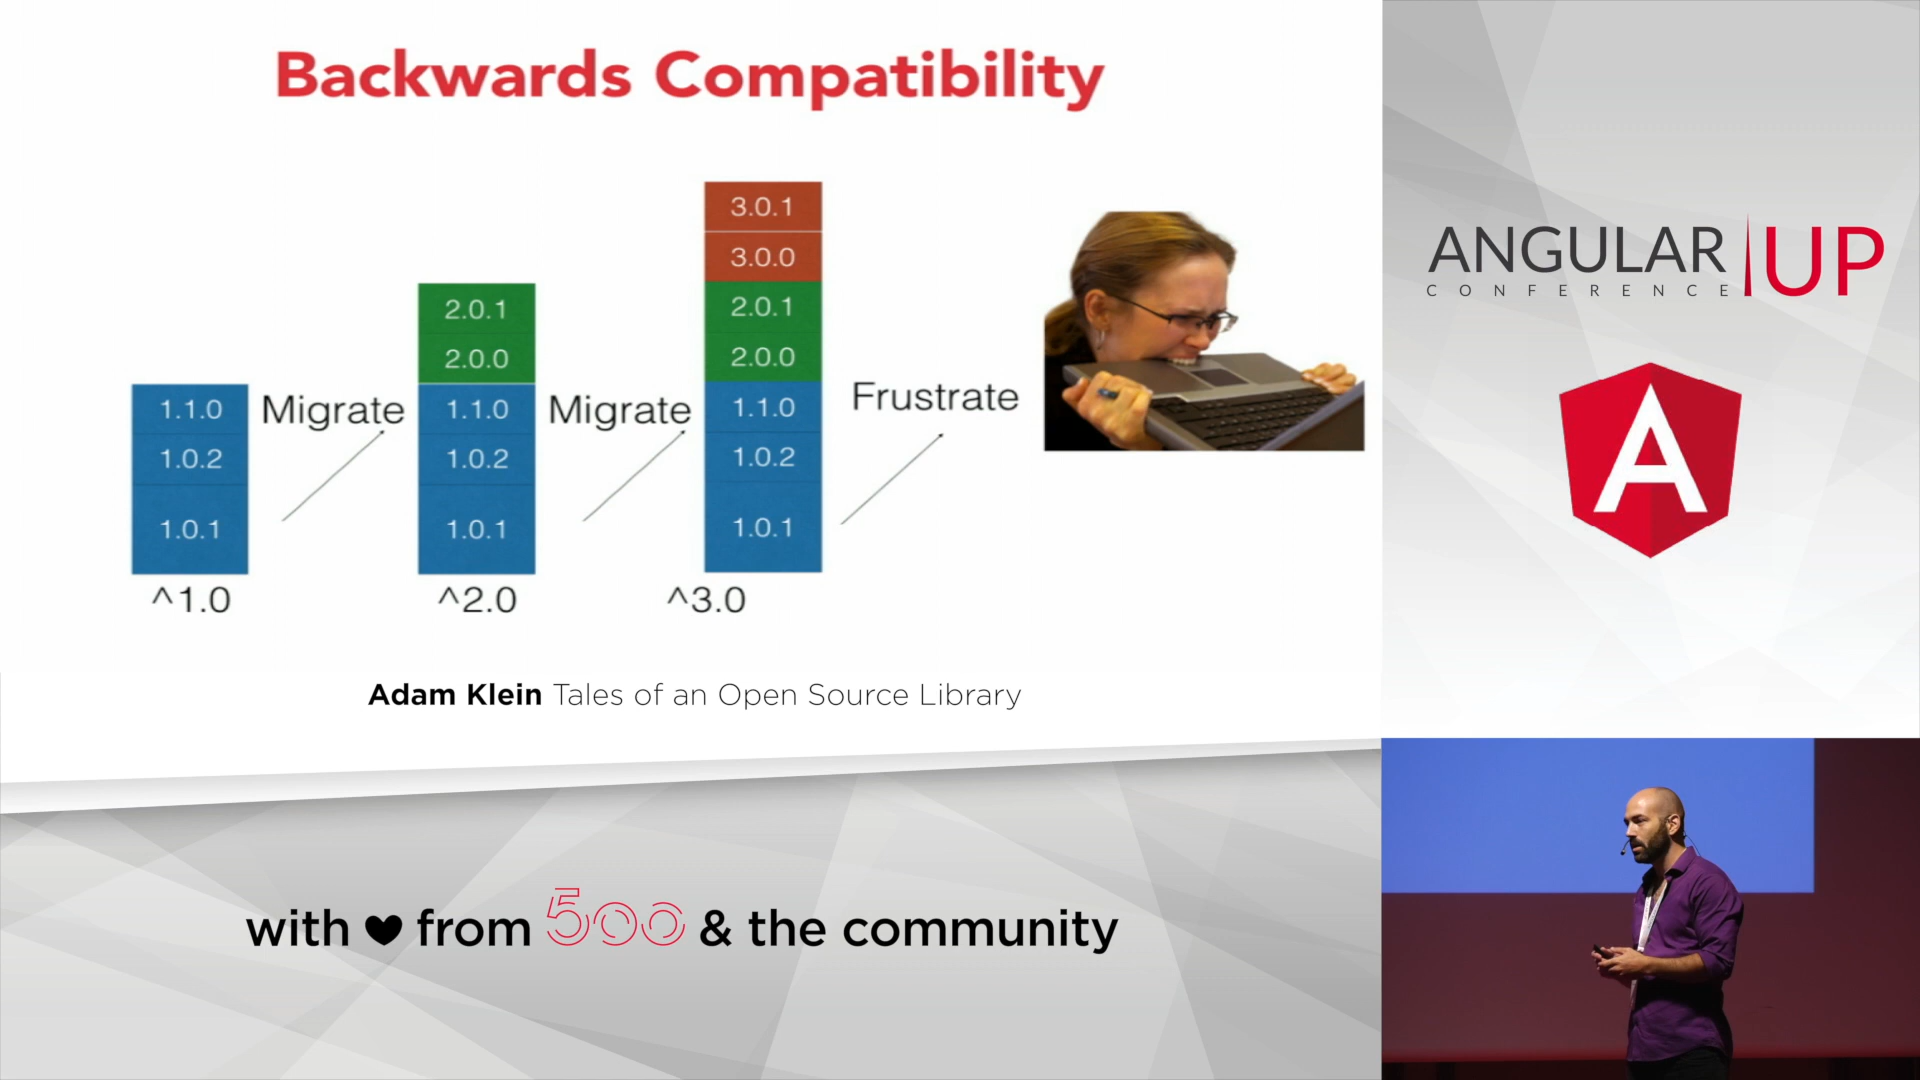 Backwards Compatibility
1.1.0
1.0.2
1.0.1
^1.0
Migrate
2.0.1
2.0.0
1.1.0
1.0.2
1.0.1
^2.0
Migrate
3.0.1
3.0.0
2.0.1
2.0.0
1.1.0
1.0.2
1.0.1
^3.0
Frustrate
Adam Klein Tales of an Open Source Library
with ♥ from 500 & the community
ANGULAR UP
CONFERENCE
A